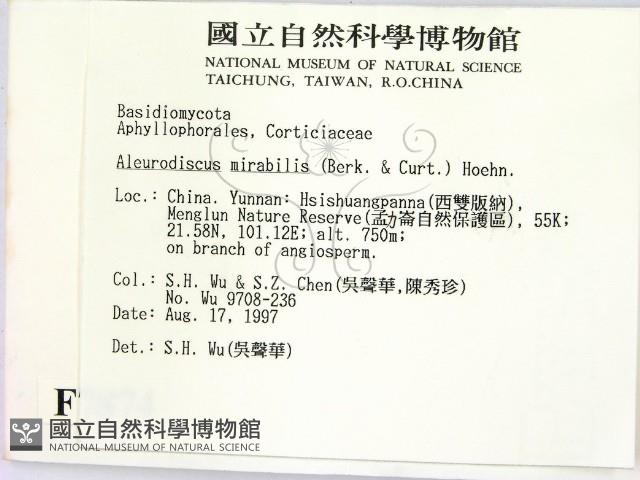 國立自然科學博物館
NATIONAL MUSEUM OF NATURAL SCIENCE
TAICHUNG, TAIWAN, R.O.CHINA
Basidiomycota
Aphyllophorales, Corticiaceae
Aleurodiscus mirabilis (Berk. & Curt.) Hoehn.
Loc.: China. Yunnan: Hsishuangpanna(西雙版納),
Menglun Nature Reserve(孟力崙自然保護區), 55K;
21.58N, 101.12E; alt. 750m;
on branch of angiosperm.
Col.: S.H. Wu & S.Z. Chen(吳聲華,陳秀珍)
No. Wu 9708-236
Date: Aug. 17, 1997
Det.: S.H. Wu(吳聲華)
F
國立自然科學博物館
NATIONAL MUSEUM OF NATURAL SCIENCE